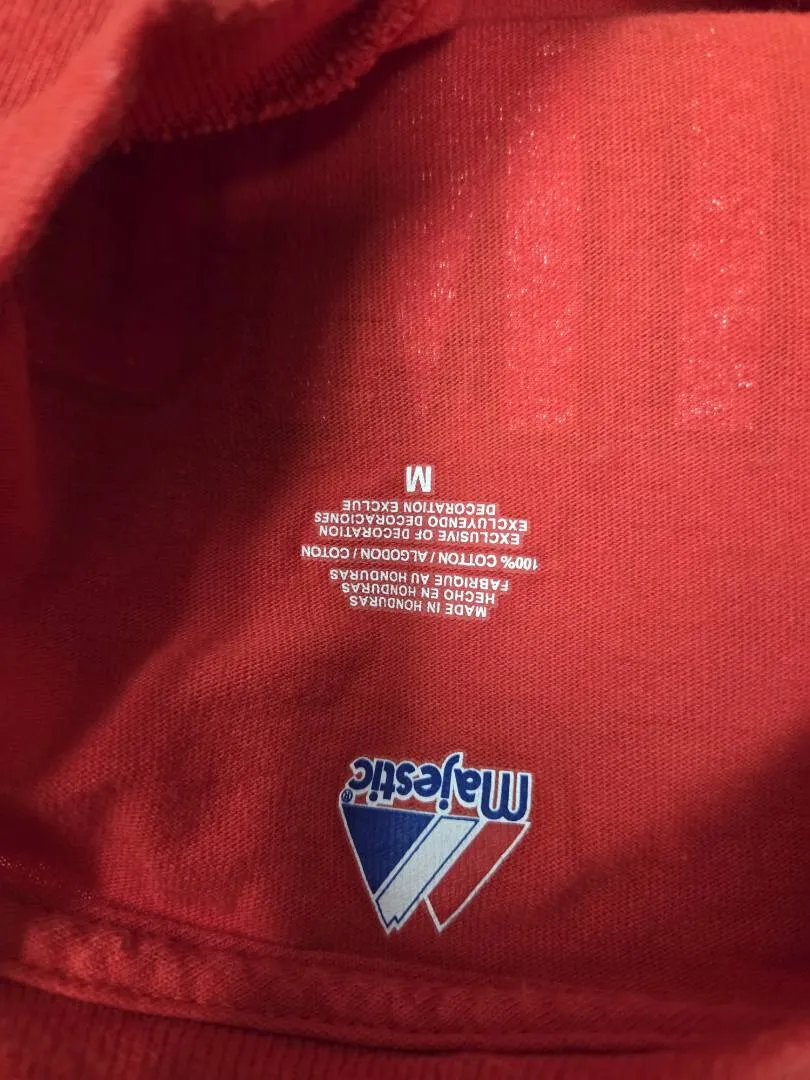 majestic®
MADE IN HONDURAS
HECHO EN HONDURAS
FABRIQUE AU HONDURAS
100% COTTON / ALGODON / COTON
EXCLUSIVE OF DECORATION
EXCLUYENDO DECORACIONES
DECORATION EXCLUE
M